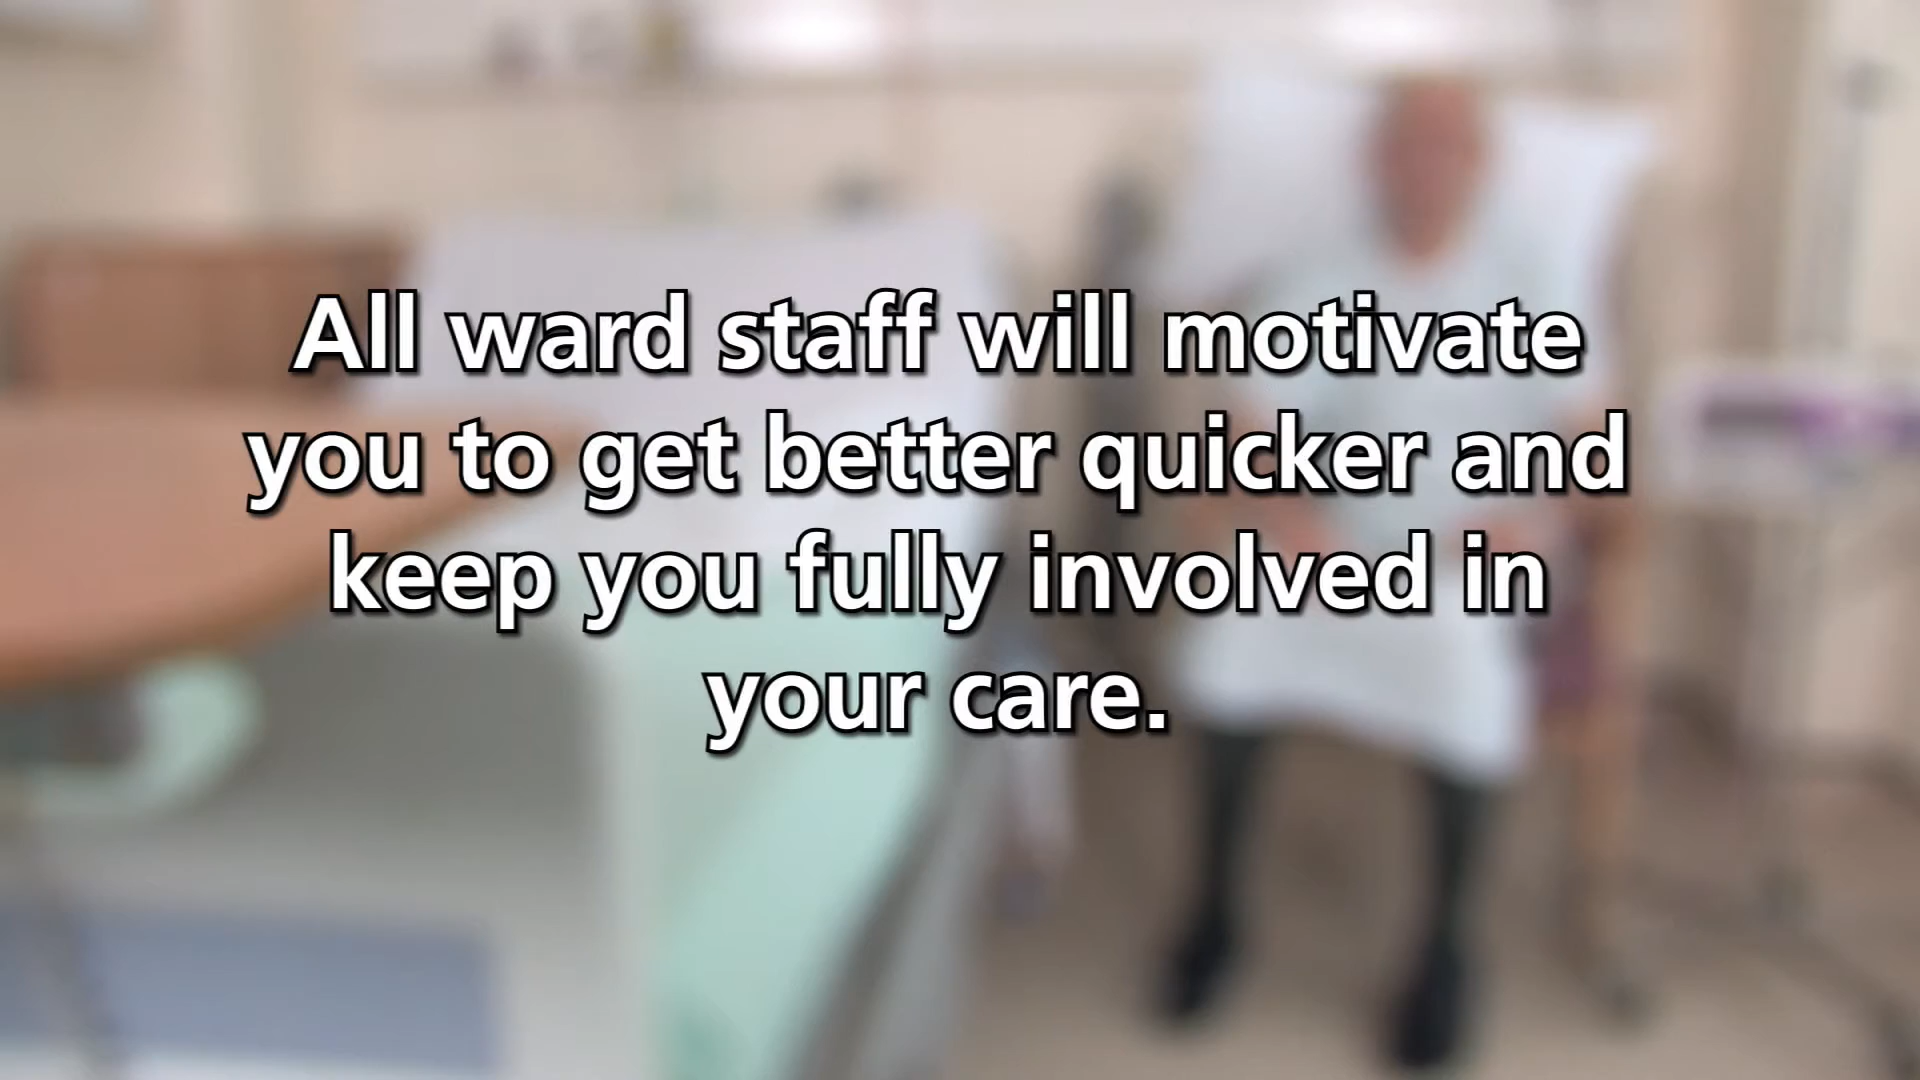 All ward staff will motivate
you to get better quicker and
keep you fully involved in
your care.